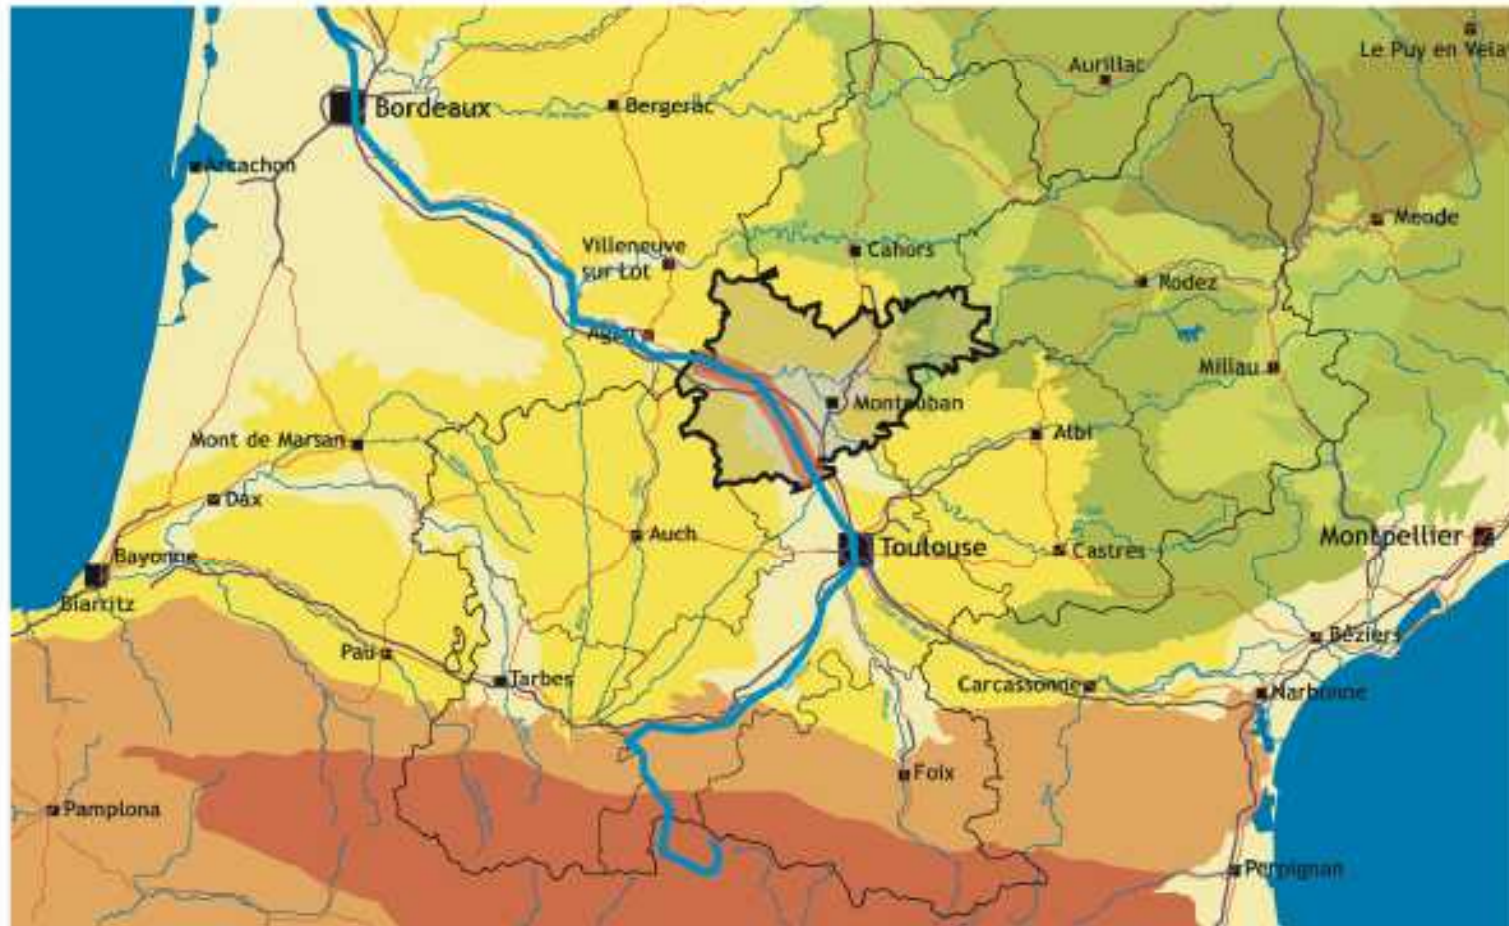 Le Puy en Velay
Aurillac
Bordeaux
Bergerac
Arcachon
Mende
Villeneuve
sur Lot
Cahors
Rodez
Agen
Millau
Montauban
Mont de Marsan
Albi
Dax
Auch
Toulouse
Castres
Montpellier
Bayonne
Biarritz
Béziers
Pau
Tarbes
Carcassonne
Narbonne
Foix
Pamplona
Perpignan